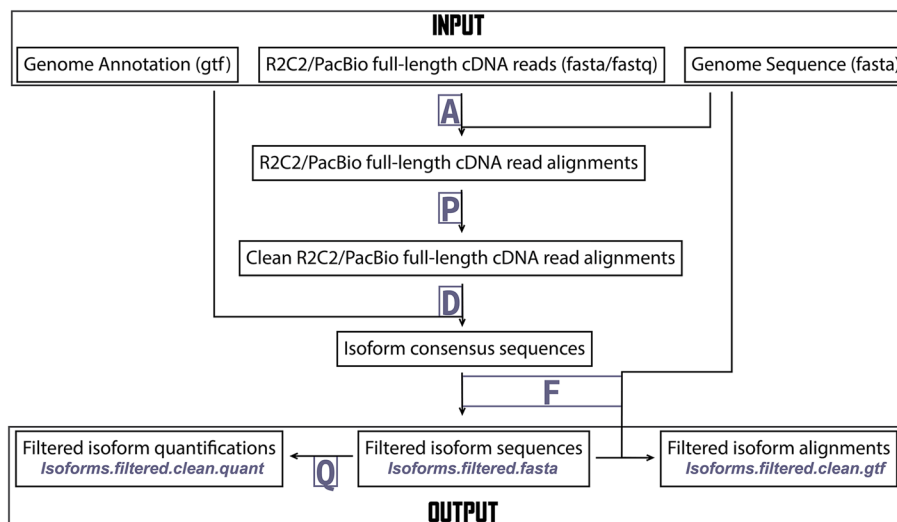 INPUT
Genome Annotation (gtf)
R2C2/PacBio full-length cDNA reads (fasta/fastq)
Genome Sequence (fasta)
A
R2C2/PacBio full-length cDNA read alignments
P
Clean R2C2/PacBio full-length cDNA read alignments
D
Isoform consensus sequences
F
Filtered isoform quantifications
Isoforms.filtered.clean.quant
Q
Filtered isoform sequences
Isoforms.filtered.fasta
Filtered isoform alignments
Isoforms.filtered.clean.gtf
OUTPUT